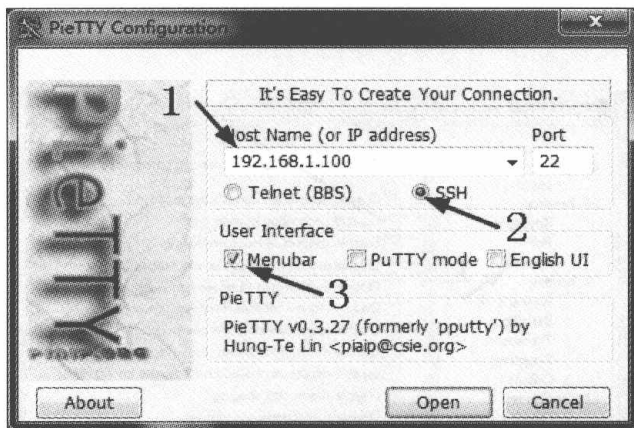 PieTTY Configuration
It's Easy To Create Your Connection.
1
Host Name (or IP address) Port
192.168.1.100 22
Telnet (BBS) SSH
2
User Interface
Menubar PuTTY mode English UI
3
PieTTY
PieTTY v0.3.27 (formerly 'pputty') by
Hung-Te Lin <piaip@csie.org>
PieTTY
About Open Cancel